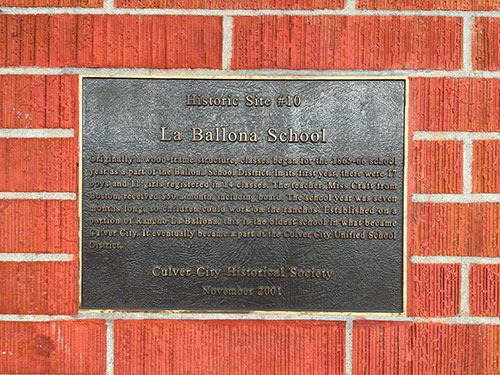 Historic Site #10
La Ballona School
Originally a wood-frame structure, classes began for the 1865-66 school
year as a part of the Ballona School District. In its first year, there were 17
boys and 11 girls registered in 14 classes. The teacher, Miss. Craft from
Boston, received $50. a month, including board. The school year was seven
months long, so children could work on the ranchos. Established on a
portion of Rancho La Ballona, this is the oldest school in what became
Culver City. It eventually became a part of the Culver City Unified School
District.
Culver City Historical Society
November 2001